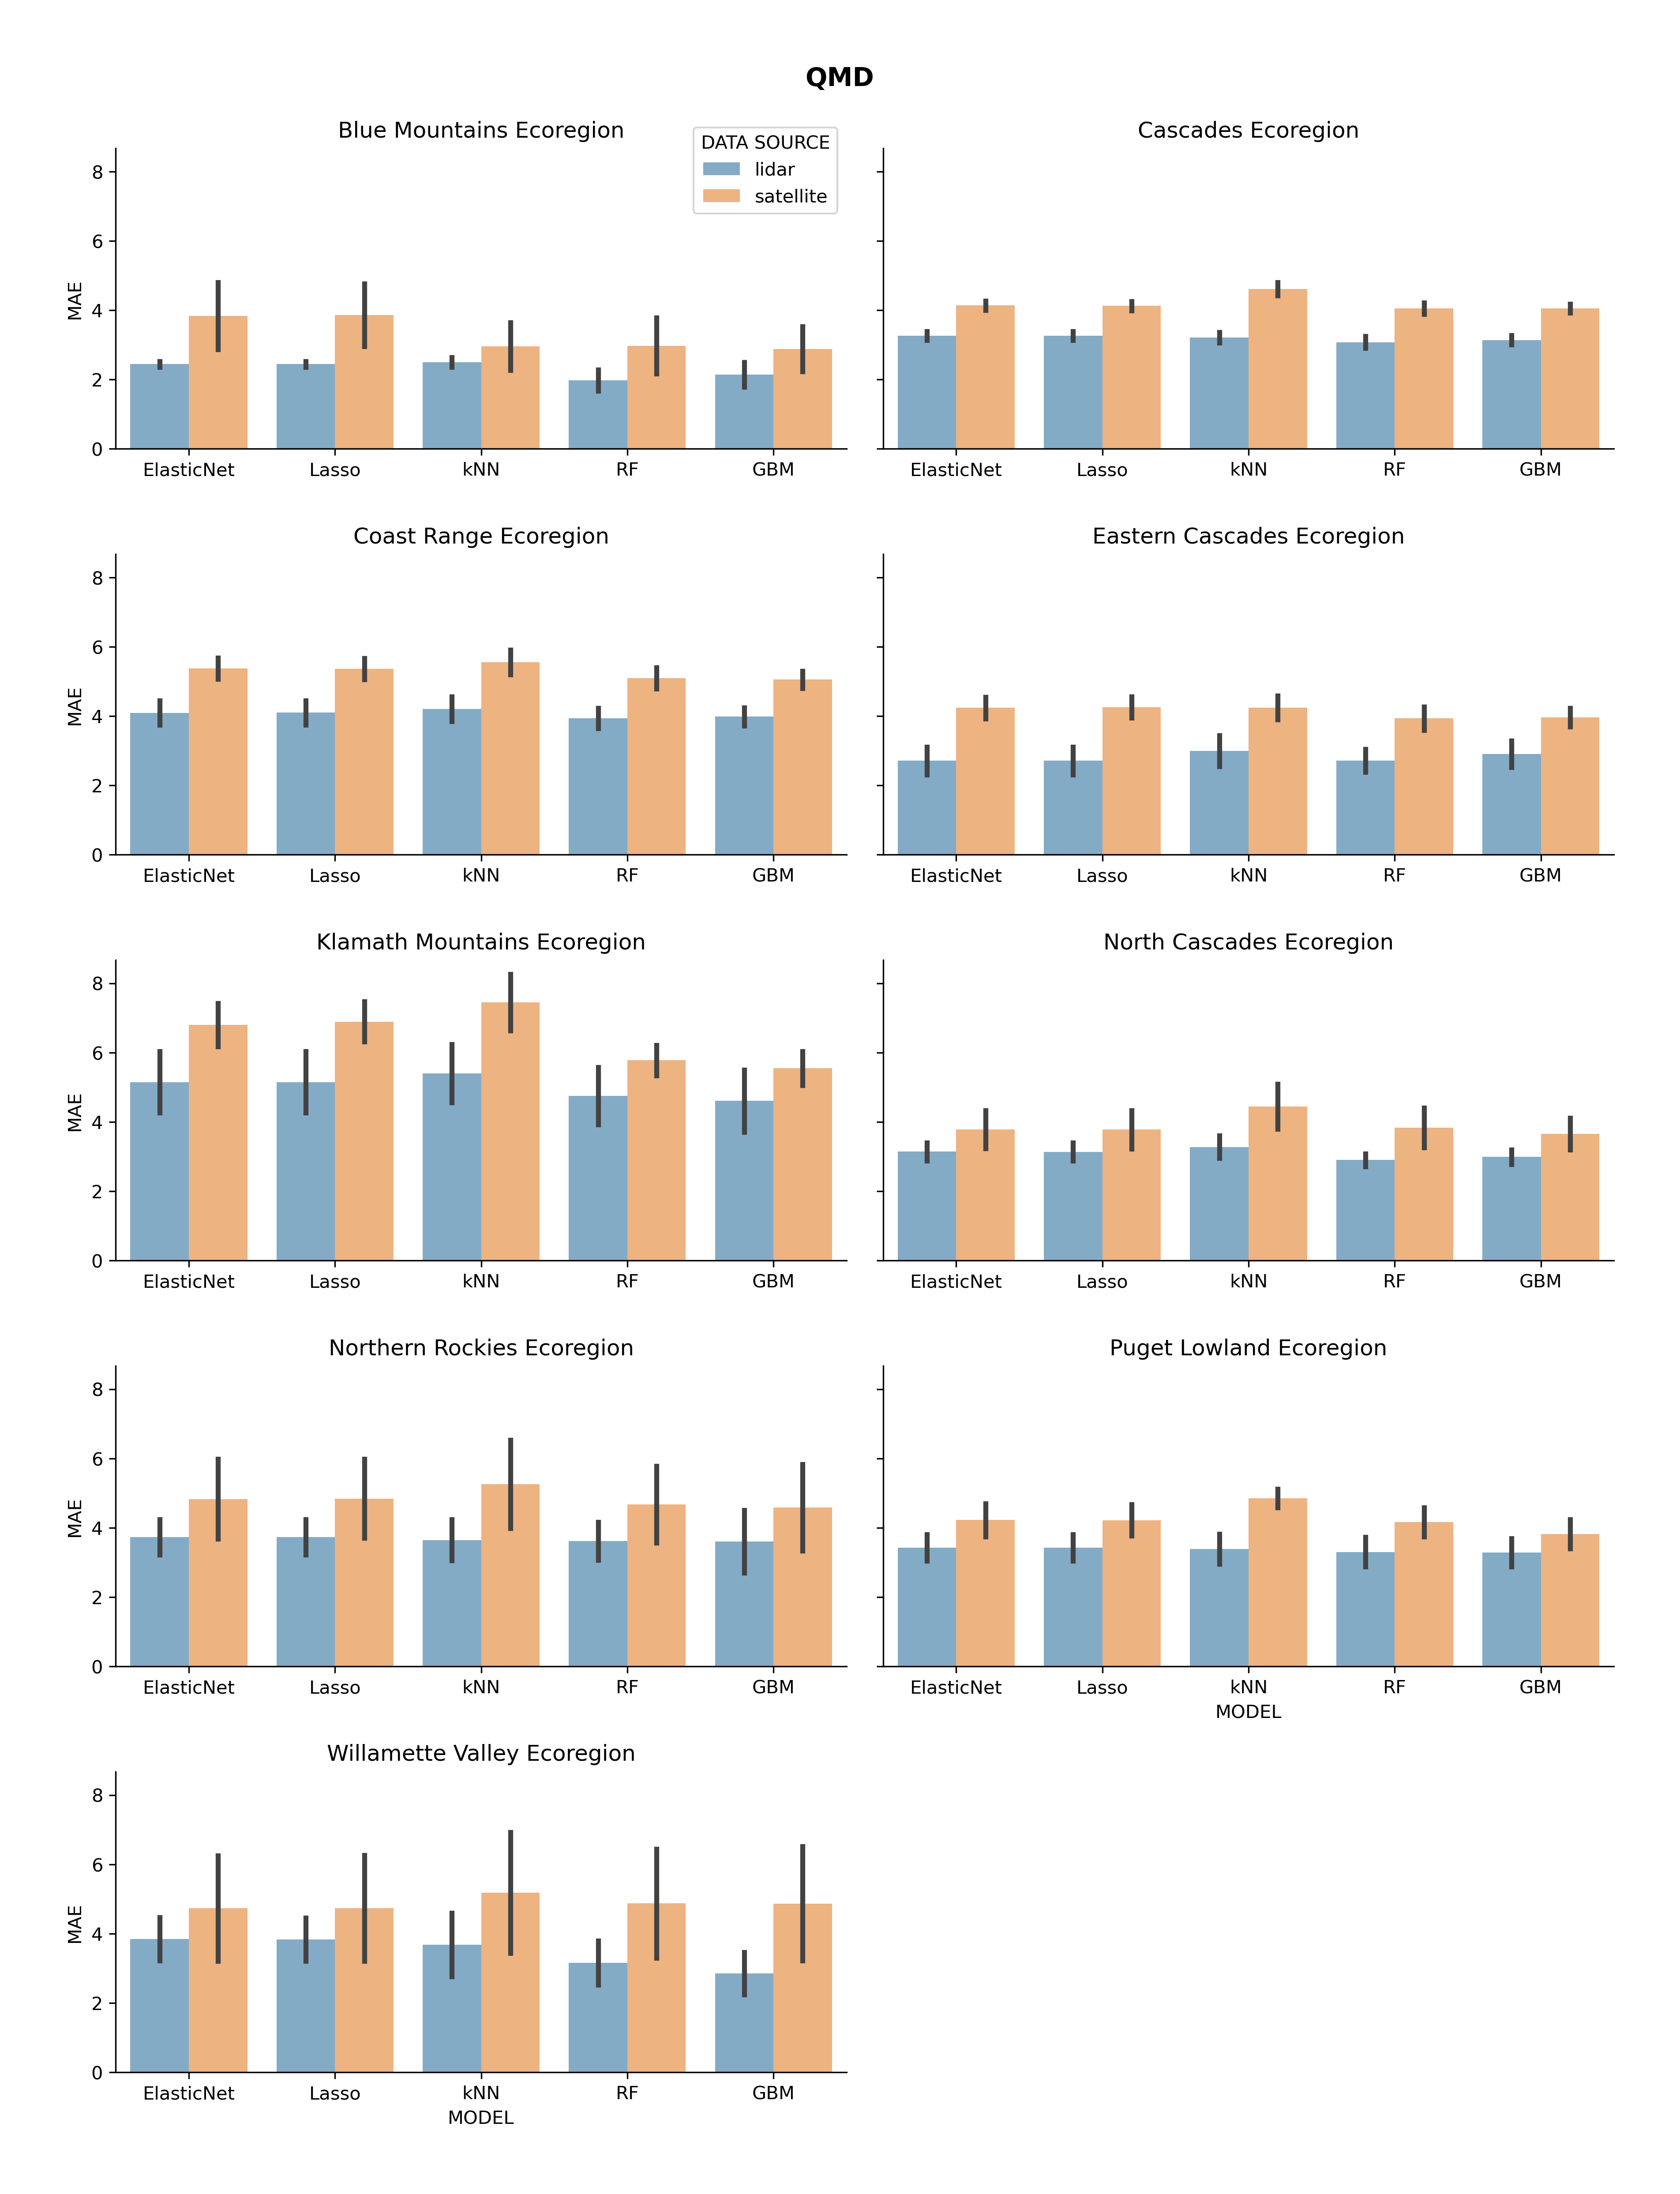 QMD
Blue Mountains Ecoregion
DATA SOURCE
lidar
satellite
8
6
4
2
0
MAE
ElasticNet Lasso kNN RF GBM
Cascades Ecoregion
ElasticNet Lasso kNN RF GBM
Coast Range Ecoregion
8
6
4
2
0
MAE
ElasticNet Lasso kNN RF GBM
Eastern Cascades Ecoregion
ElasticNet Lasso kNN RF GBM
Klamath Mountains Ecoregion
8
6
4
2
0
MAE
ElasticNet Lasso kNN RF GBM
North Cascades Ecoregion
ElasticNet Lasso kNN RF GBM
Northern Rockies Ecoregion
8
6
4
2
0
MAE
ElasticNet Lasso kNN RF GBM
Puget Lowland Ecoregion
ElasticNet Lasso kNN RF GBM
MODEL
Willamette Valley Ecoregion
8
6
4
2
0
MAE
ElasticNet Lasso kNN RF GBM
MODEL